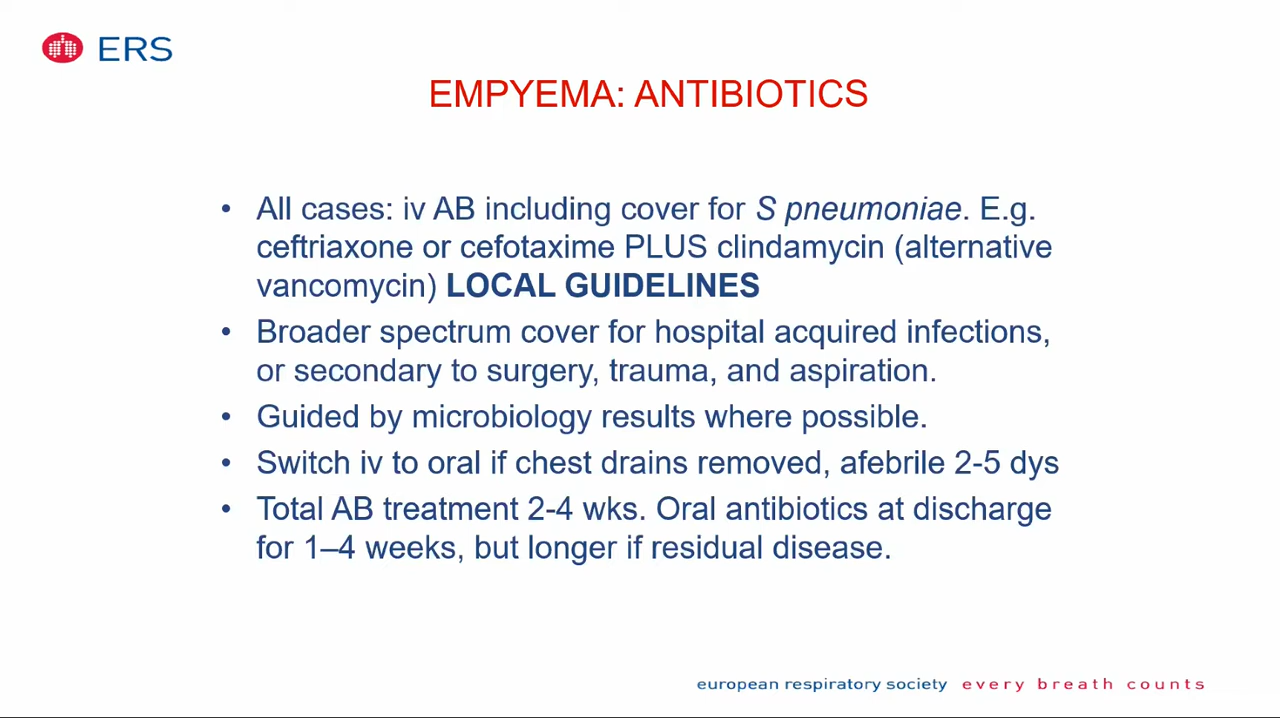 ERS
EMPYEMA: ANTIBIOTICS
• All cases: iv AB including cover for S pneumoniae. E.g.
ceftriaxone or cefotaxime PLUS clindamycin (alternative
vancomycin) LOCAL GUIDELINES
• Broader spectrum cover for hospital acquired infections,
or secondary to surgery, trauma, and aspiration.
• Guided by microbiology results where possible.
• Switch iv to oral if chest drains removed, afebrile 2-5 dys
• Total AB treatment 2-4 wks. Oral antibiotics at discharge
for 1–4 weeks, but longer if residual disease.
european respiratory society every breath counts